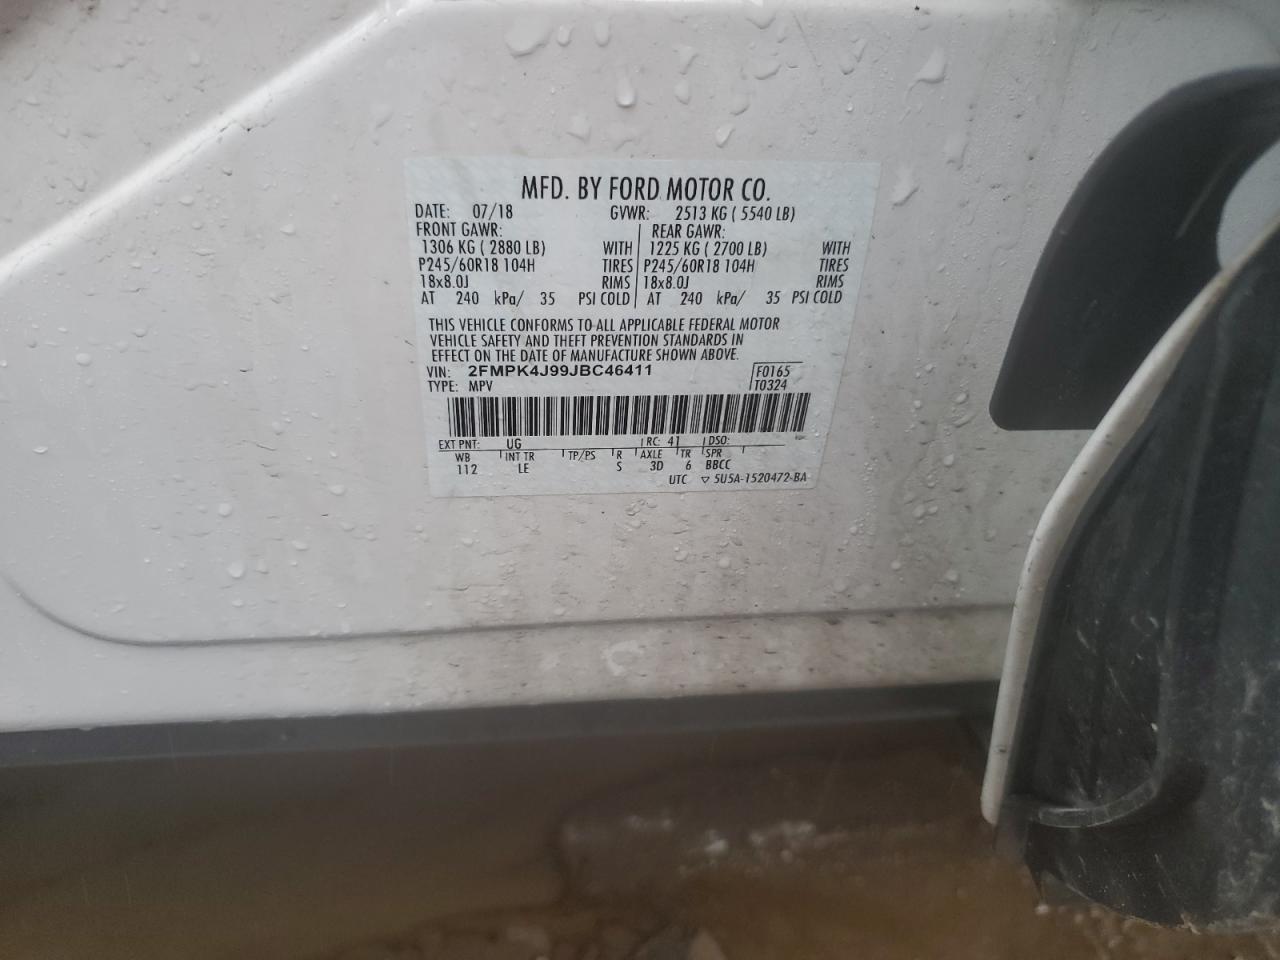 MFD. BY FORD MOTOR CO.
DATE: 07/18 GVWR: 2513 KG ( 5540 LB)
FRONT GAWR: REAR GAWR:
1306 KG ( 2880 LB) WITH 1225 KG ( 2700 LB) WITH
P245/60R18 104H TIRES P245/60R18 104H TIRES
18x8.0J RIMS 18x8.0J RIMS
AT 240 kPa/ 35 PSI COLD AT 240 kPa/ 35 PSI COLD
THIS VEHICLE CONFORMS TO ALL APPLICABLE FEDERAL MOTOR
VEHICLE SAFETY AND THEFT PREVENTION STANDARDS IN
EFFECT ON THE DATE OF MANUFACTURE SHOWN ABOVE.
VIN: 2FMPK4J99JBC46411 F0165
TYPE: MPV T0324
EXT PNT: UG RC: 41 DSO:
WB INT TR TP/PS R AXLE TR SPR
112 LE S 3D 6 BBCC
UTC ▽ 5U5A-1520472-BA